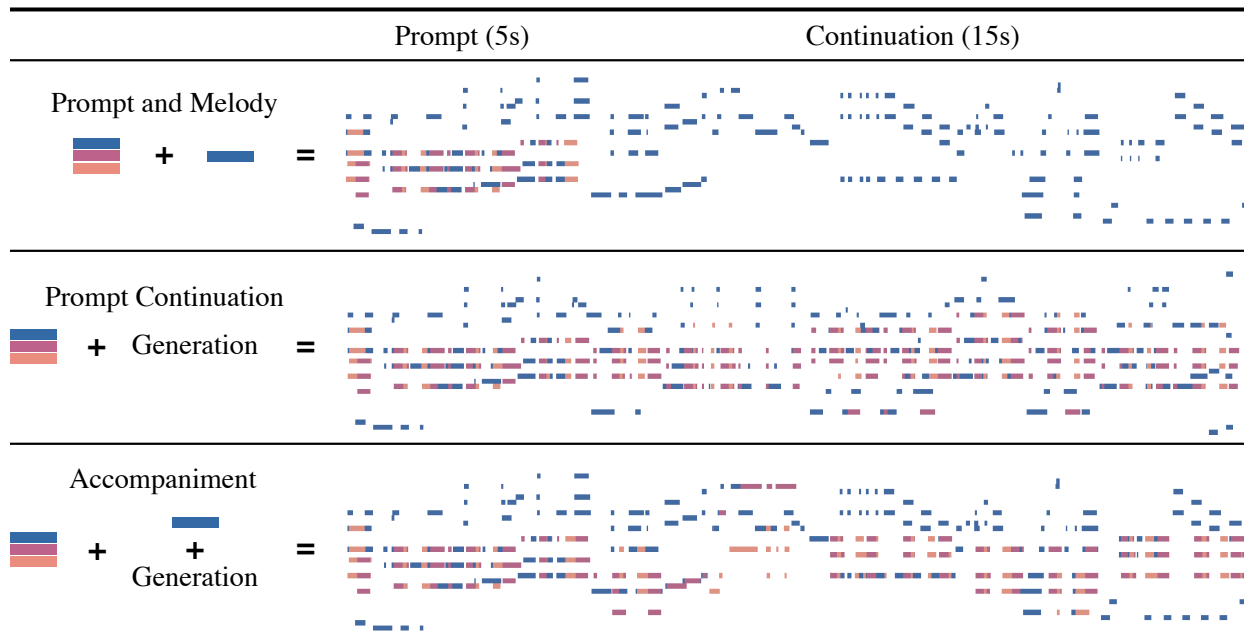 Prompt (5s) Continuation (15s)
Prompt and Melody
+ =
Prompt Continuation
+ Generation =
Accompaniment
+ + =
Generation